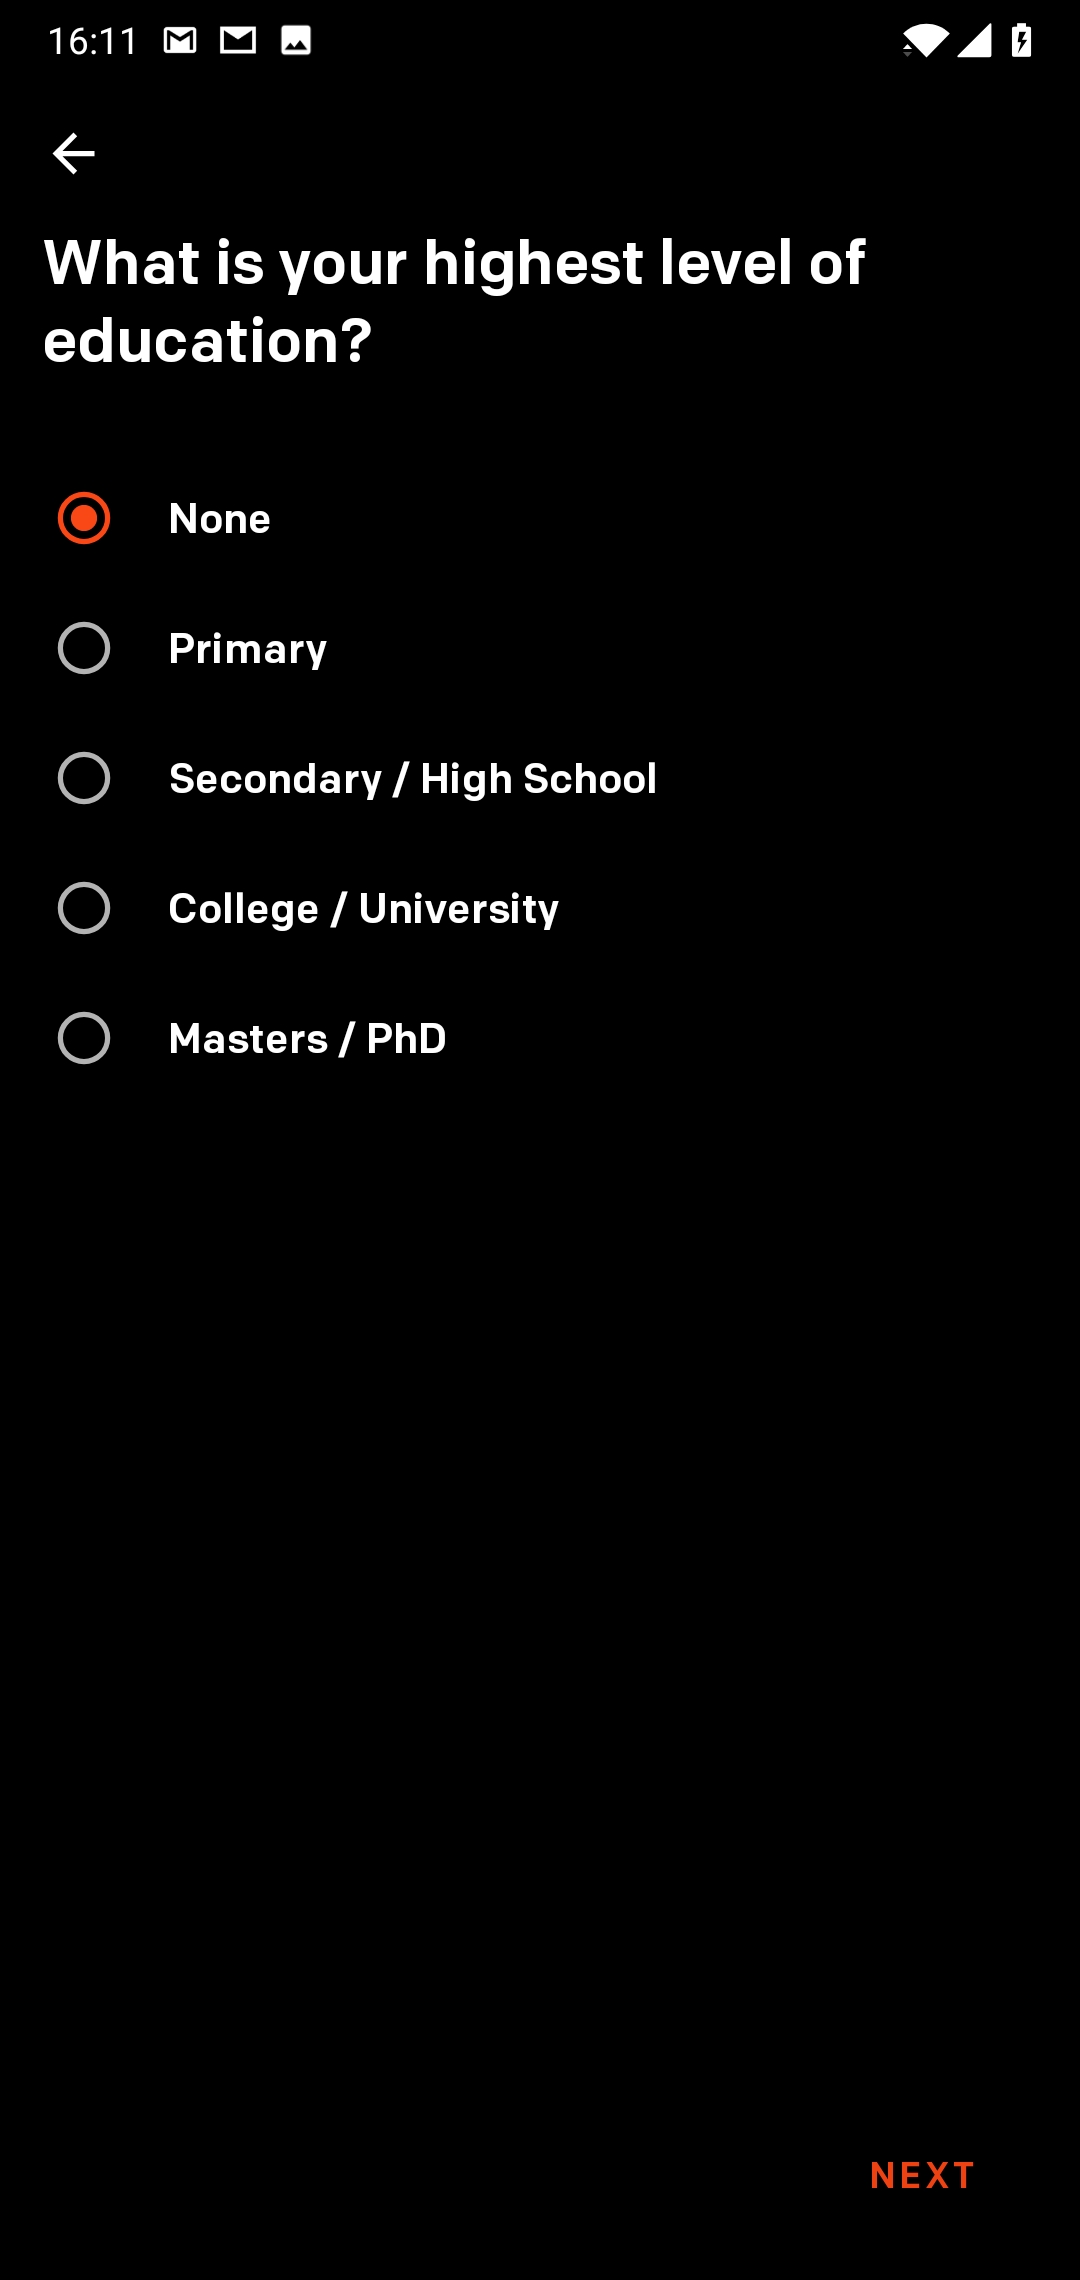 16:11
What is your highest level of
education?
None
Primary
Secondary / High School
College / University
Masters / PhD
NEXT